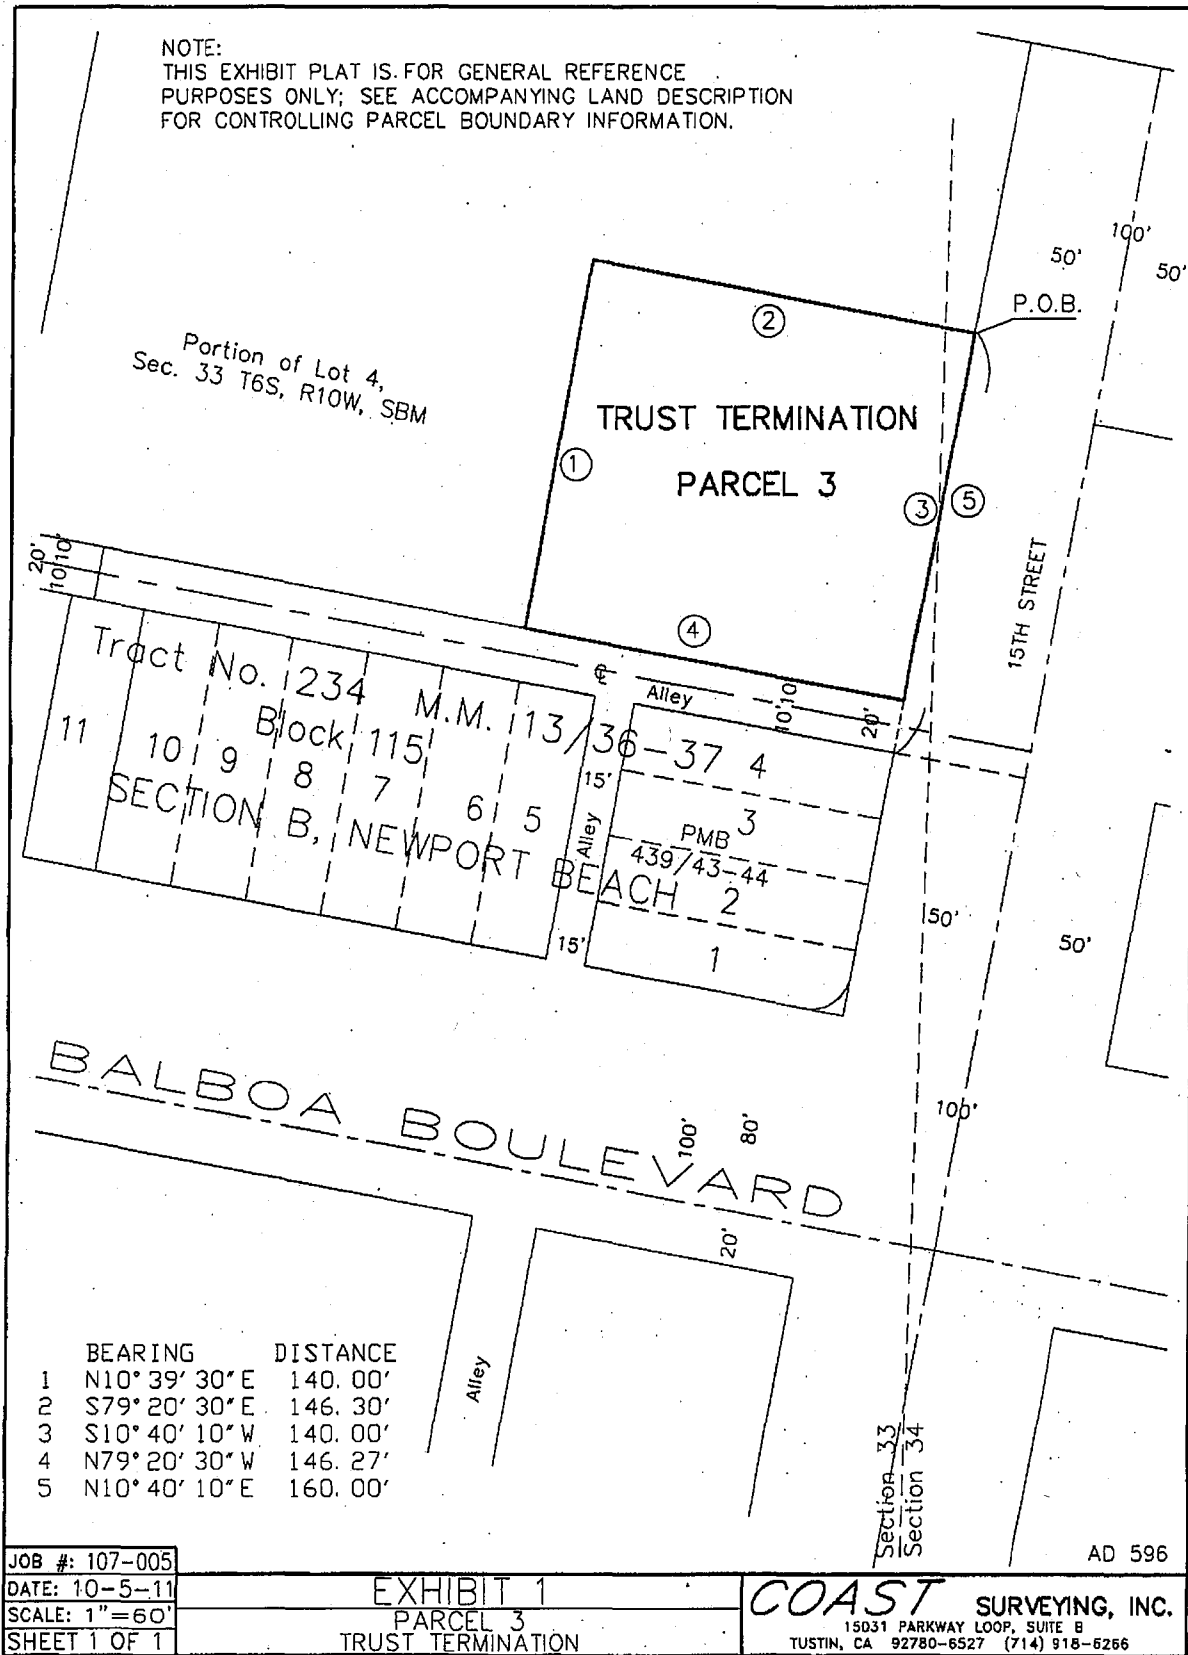 NOTE:
THIS EXHIBIT PLAT IS FOR GENERAL REFERENCE
PURPOSES ONLY; SEE ACCOMPANYING LAND DESCRIPTION
FOR CONTROLLING PARCEL BOUNDARY INFORMATION.
100'
50'
50'
P.O.B.
2
Portion of Lot 4,
Sec. 33 T6S, R10W, SBM
TRUST TERMINATION
PARCEL 3
1
3
5
15TH STREET
20'
10'
10'
4
℄
Alley
10'
10'
20'
Tract No. 234 M.M. 13/36-37
Block 115
SECTION B, NEWPORT BEACH
11
10
9
8
7
6
5
15'
Alley
15'
4
3
PMB
439/43-44
2
1
50'
50'
BALBOA BOULEVARD
100'
80'
100'
20'
Alley
BEARING DISTANCE
1 N10°39'30"E 140.00'
2 S79°20'30"E 146.30'
3 S10°40'10"W 140.00'
4 N79°20'30"W 146.27'
5 N10°40'10"E 160.00'
Section 33
Section 34
AD 596
JOB #: 107-005
DATE: 10-5-11
SCALE: 1"=60'
SHEET 1 OF 1
EXHIBIT 1
PARCEL 3
TRUST TERMINATION
COAST SURVEYING, INC.
15031 PARKWAY LOOP, SUITE B
TUSTIN, CA 92780-6527 (714) 918-6266